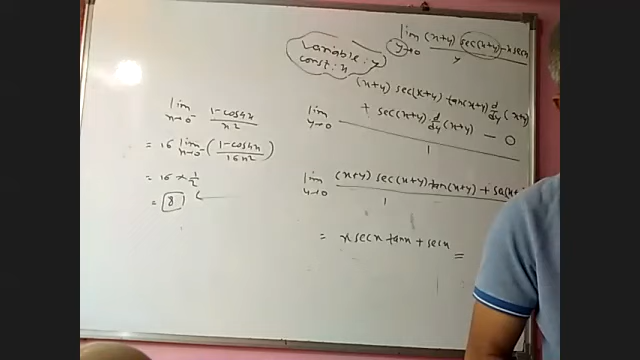 lim x→0⁻ (1-cos4x)/x²
= 16 lim x→0⁻ ((1-cos4x)/16x²)
= 16 × 1/2
= 8
lim y→0 ((x+y) sec(x+y) - x secx)/y
variable: y
const: x
lim y→0 ((x+y) sec(x+y) tan(x+y) d/dy (x+y) + sec(x+y) d/dy (x+y) - 0)/1
lim y→0 ((x+y) sec(x+y) tan(x+y) + sec(x+
1
= x secx tanx + secx =